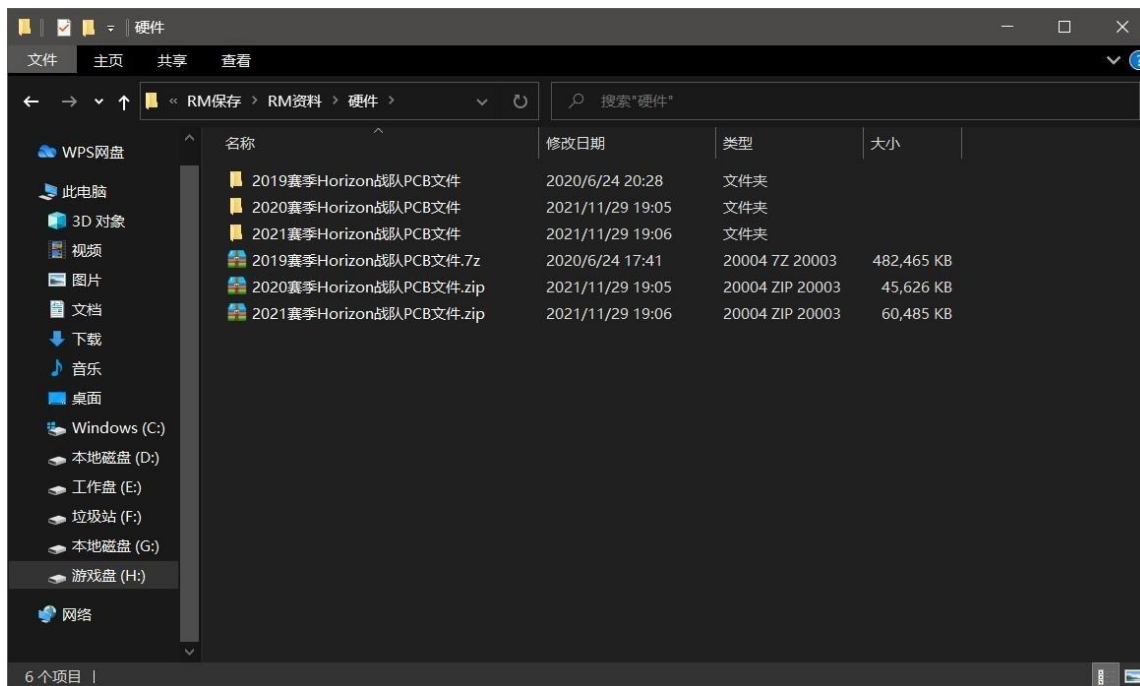 硬件
文件 主页 共享 查看
« RM保存 > RM资料 > 硬件 > 搜索"硬件"
名称 修改日期 类型 大小
WPS网盘
此电脑
3D 对象
视频
图片
文档
下载
音乐
桌面
Windows (C:)
本地磁盘 (D:)
工作盘 (E:)
垃圾站 (F:)
本地磁盘 (G:)
游戏盘 (H:)
网络
2019赛季Horizon战队PCB文件 2020/6/24 20:28 文件夹
2020赛季Horizon战队PCB文件 2021/11/29 19:05 文件夹
2021赛季Horizon战队PCB文件 2021/11/29 19:06 文件夹
2019赛季Horizon战队PCB文件.7z 2020/6/24 17:41 20004 7Z 20003 482,465 KB
2020赛季Horizon战队PCB文件.zip 2021/11/29 19:05 20004 ZIP 20003 45,626 KB
2021赛季Horizon战队PCB文件.zip 2021/11/29 19:06 20004 ZIP 20003 60,485 KB
6 个项目